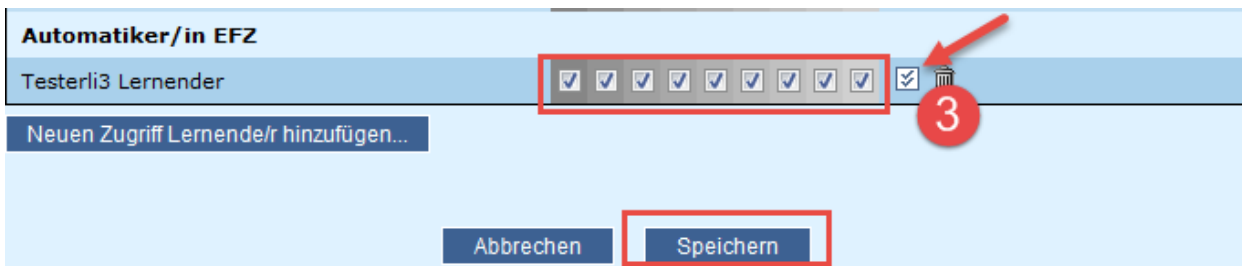 Automatiker/in EFZ
Testerli3 Lernender
3
Neuen Zugriff Lernende/r hinzufügen...
Abbrechen Speichern